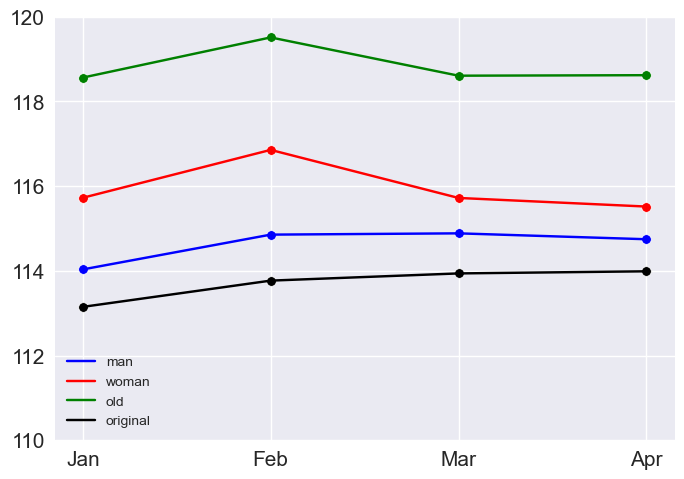 120
118
116
114
112
110
man
woman
old
original
Jan Feb Mar Apr